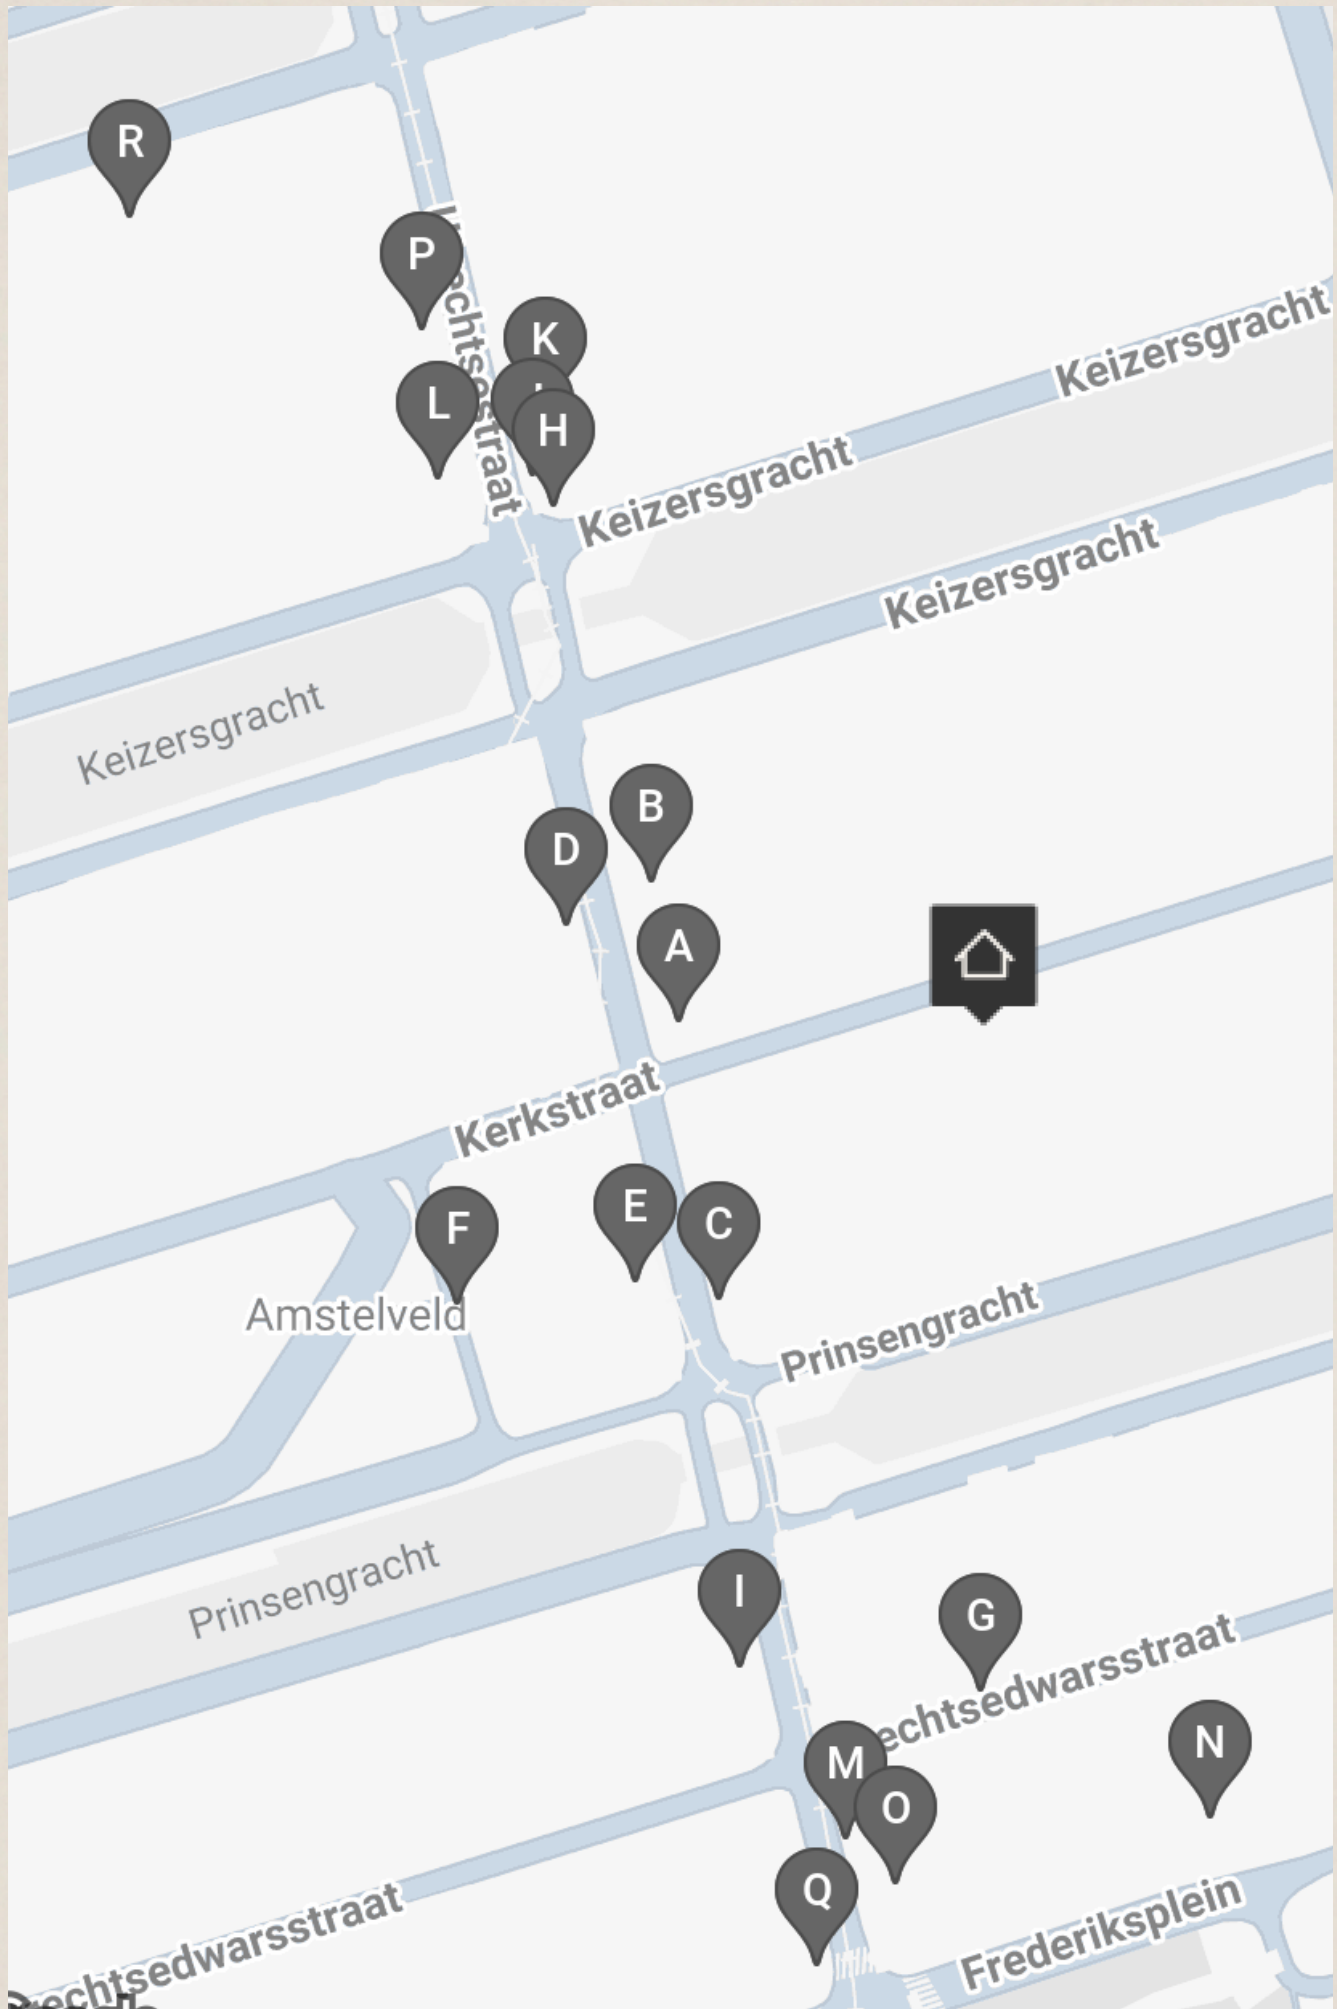 R
P
K
L
H
Keizersgracht
Keizersgracht
Keizersgracht
Keizersgracht
B
D
A
Kerkstraat
E
C
F
Amstelveld
Prinsengracht
Prinsengracht
I
G
N
M
O
Q
Frederiksplein